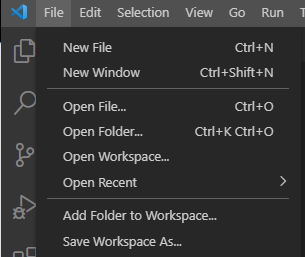 File Edit Selection View Go Run T
New File Ctrl+N
New Window Ctrl+Shift+N
Open File... Ctrl+O
Open Folder... Ctrl+K Ctrl+O
Open Workspace...
Open Recent
Add Folder to Workspace...
Save Workspace As...